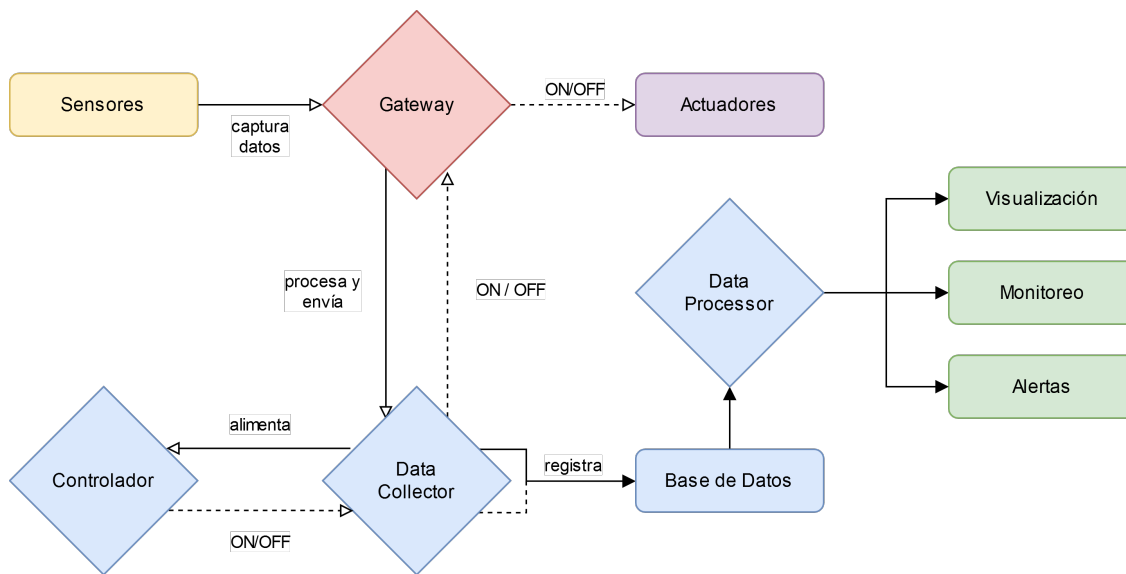 Sensores
captura
datos
Gateway
ON/OFF
Actuadores
procesa y
envía
ON / OFF
Data
Processor
Visualización
Monitoreo
Alertas
Controlador
alimenta
ON/OFF
Data
Collector
registra
Base de Datos